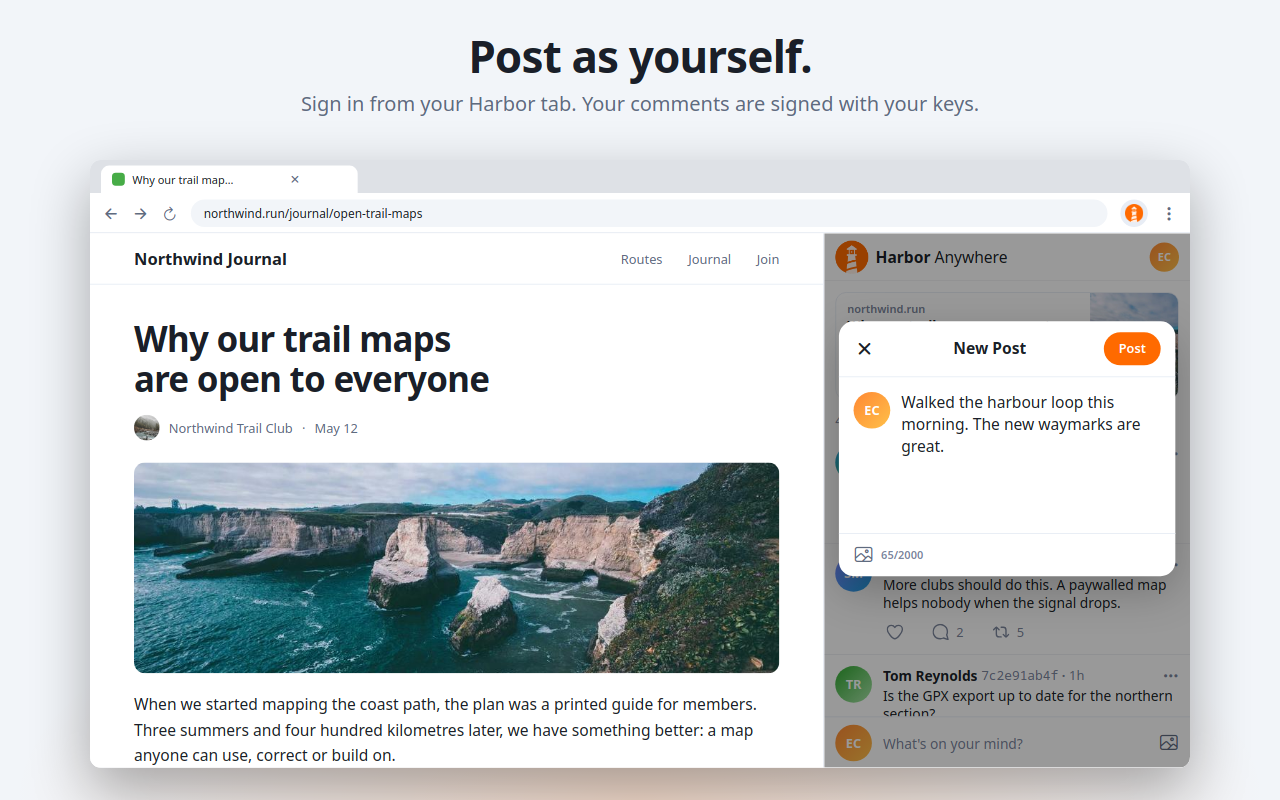 Post as yourself.
Sign in from your Harbor tab. Your comments are signed with your keys.
Why our trail map...
northwind.run/journal/open-trail-maps
Northwind Journal
Routes
Journal
Join
Why our trail maps
are open to everyone
Northwind Trail Club · May 12
When we started mapping the coast path, the plan was a printed guide for members.
Three summers and four hundred kilometres later, we have something better: a map
anyone can use, correct or build on.
Harbor Anywhere
EC
northwind.run
New Post
Post
EC
Walked the harbour loop this
morning. The new waymarks are
great.
65/2000
More clubs should do this. A paywalled map
helps nobody when the signal drops.
2
5
TR
Tom Reynolds 7c2e91ab4f · 1h
Is the GPX export up to date for the northern
section?
EC
What's on your mind?